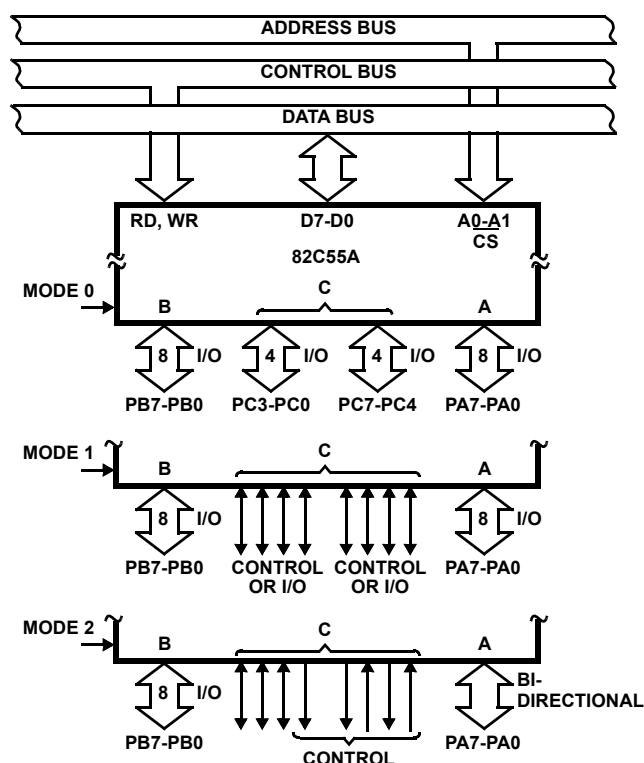 ADDRESS BUS
CONTROL BUS
DATA BUS
RD, WR D7-D0 A0-A1
CS
82C55A
MODE 0
B C A
8 I/O 4 I/O 4 I/O 8 I/O
PB7-PB0 PC3-PC0 PC7-PC4 PA7-PA0
MODE 1
B C A
8 I/O 8 I/O
PB7-PB0 CONTROL CONTROL PA7-PA0
OR I/O OR I/O
MODE 2
B C A
8 I/O BI-
DIRECTIONAL
PB7-PB0 PA7-PA0
CONTROL